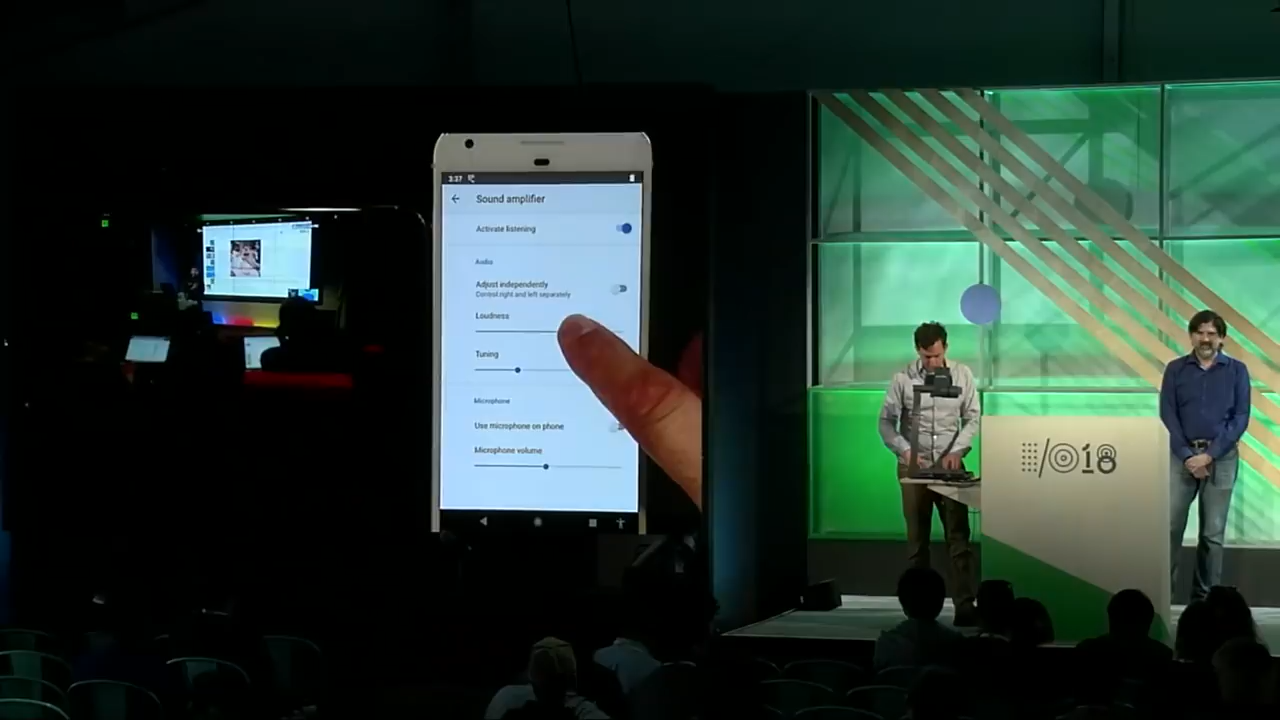 3:37
Sound amplifier
Activate listening
Audio
Adjust independently
Control right and left separately
Loudness
Tuning
Microphone
Use microphone on phone
Microphone volume
I/O18